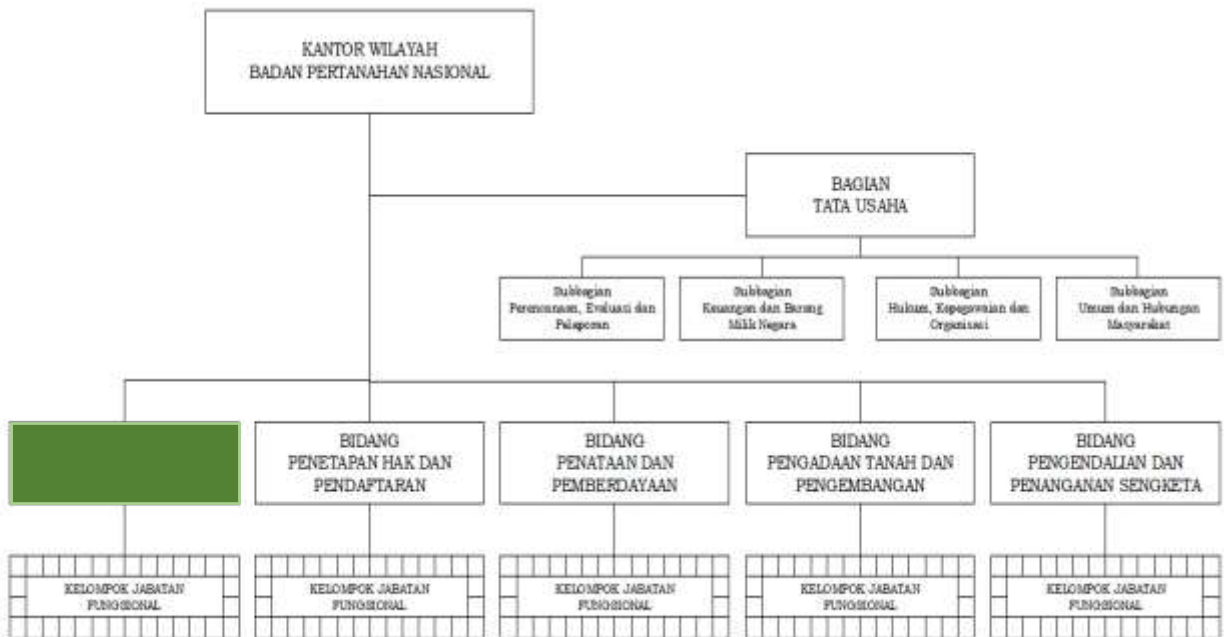 KANTOR WILAYAH
BADAN PERTANAHAN NASIONAL
BAGIAN
TATA USAHA
Subbagian
Perencanaan, Evaluasi dan
Pelaporan
Subbagian
Keuangan dan Barang
Milik Negara
Subbagian
Hukum, Kepegawaian dan
Organisasi
Subbagian
Umum dan Hubungan
Masyarakat
BIDANG
PENETAPAN HAK DAN
PENDAFTARAN
BIDANG
PENATAAN DAN
PEMBERDAYAAN
BIDANG
PENGADAAN TANAH DAN
PENGEMBANGAN
BIDANG
PENGENDALIAN DAN
PENANGANAN SENGKETA
KELOMPOK JABATAN
FUNGSIONAL
KELOMPOK JABATAN
FUNGSIONAL
KELOMPOK JABATAN
FUNGSIONAL
KELOMPOK JABATAN
FUNGSIONAL
KELOMPOK JABATAN
FUNGSIONAL